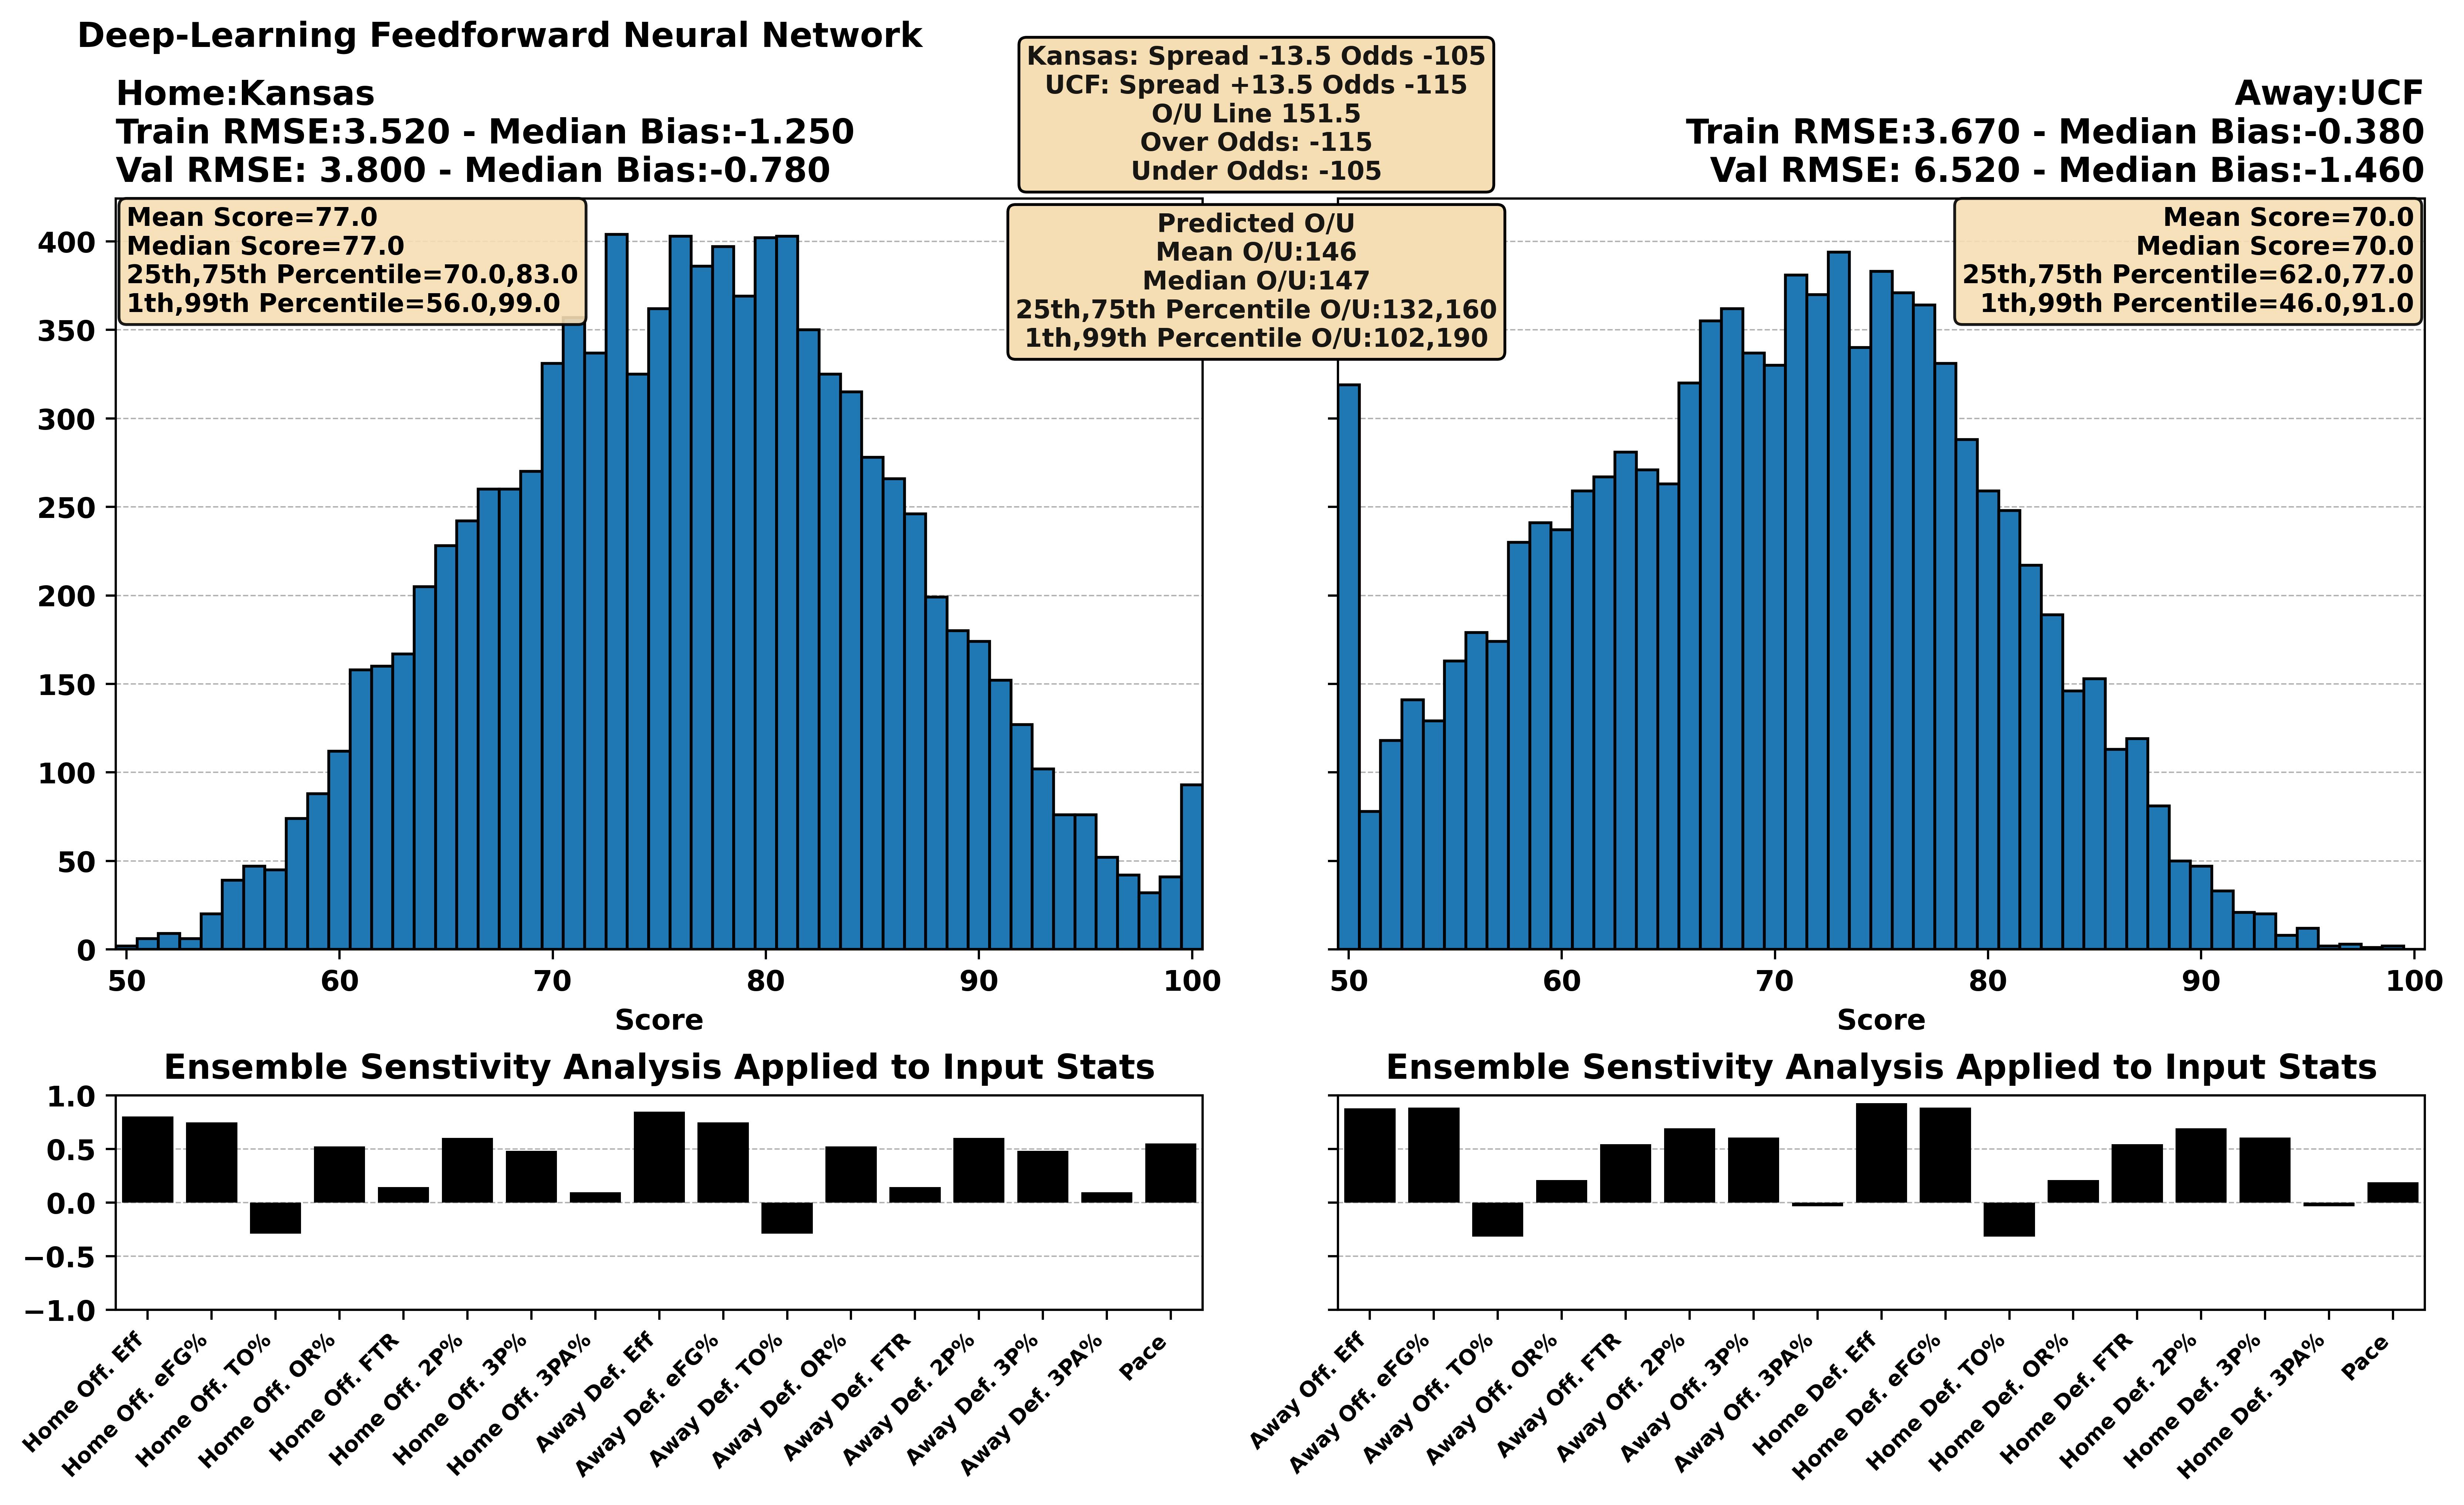 Deep-Learning Feedforward Neural Network
Kansas: Spread -13.5 Odds -105
UCF: Spread +13.5 Odds -115
O/U Line 151.5
Over Odds: -115
Under Odds: -105
Home:Kansas
Train RMSE:3.520 - Median Bias:-1.250
Val RMSE: 3.800 - Median Bias:-0.780
Away:UCF
Train RMSE:3.670 - Median Bias:-0.380
Val RMSE: 6.520 - Median Bias:-1.460
Mean Score=77.0
Median Score=77.0
25th,75th Percentile=70.0,83.0
1th,99th Percentile=56.0,99.0
Predicted O/U
Mean O/U:146
Median O/U:147
25th,75th Percentile O/U:132,160
1th,99th Percentile O/U:102,190
Mean Score=70.0
Median Score=70.0
25th,75th Percentile=62.0,77.0
1th,99th Percentile=46.0,91.0
400
350
300
250
200
150
100
50
0
50 60 70 80 90 100
Score
50 60 70 80 90 100
Score
Ensemble Senstivity Analysis Applied to Input Stats
Ensemble Senstivity Analysis Applied to Input Stats
1.0
0.5
0.0
−0.5
−1.0
Home Off. Eff
Home Off. eFG%
Home Off. TO%
Home Off. OR%
Home Off. FTR
Home Off. 2P%
Home Off. 3P%
Home Off. 3PA%
Away Def. Eff
Away Def. eFG%
Away Def. TO%
Away Def. OR%
Away Def. FTR
Away Def. 2P%
Away Def. 3P%
Away Def. 3PA%
Pace
Away Off. Eff
Away Off. eFG%
Away Off. TO%
Away Off. OR%
Away Off. FTR
Away Off. 2P%
Away Off. 3P%
Away Off. 3PA%
Home Def. Eff
Home Def. eFG%
Home Def. TO%
Home Def. OR%
Home Def. FTR
Home Def. 2P%
Home Def. 3P%
Home Def. 3PA%
Pace